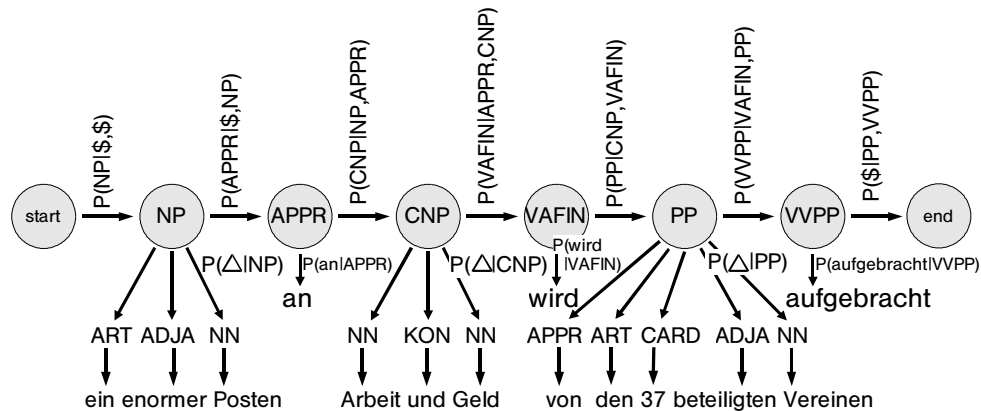 P(NP|$,$)
P(APPR|$,NP)
P(CNP|NP,APPR)
P(VAFIN|APPR,CNP)
P(PP|CNP,VAFIN)
P(VVPP|VAFIN,PP)
P($|PP,VVPP)
start NP APPR CNP VAFIN PP VVPP end
P(△|NP) P(an|APPR) P(△|CNP) P(wird |VAFIN) P(△|PP) P(aufgebracht|VVPP)
an wird aufgebracht
ART ADJA NN NN KON NN APPR ART CARD ADJA NN
ein enormer Posten Arbeit und Geld von den 37 beteiligten Vereinen